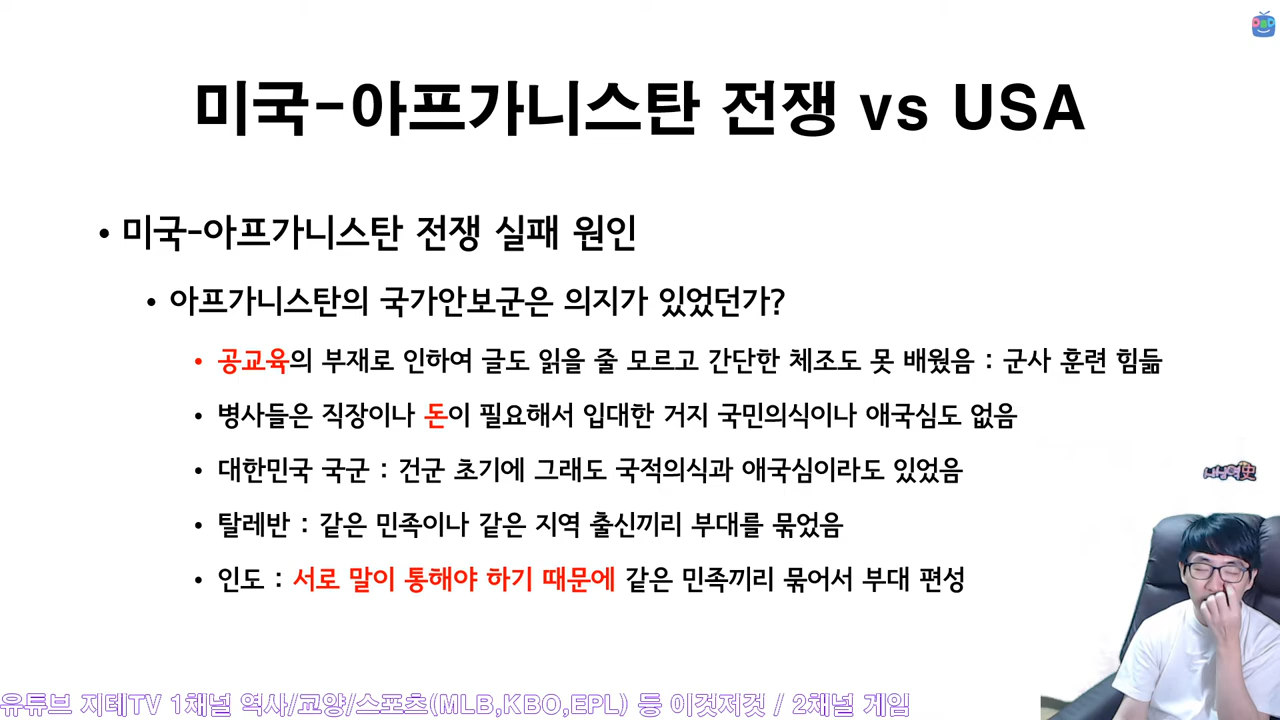 미국-아프가니스탄 전쟁 vs USA
• 미국-아프가니스탄 전쟁 실패 원인
• 아프가니스탄의 국가안보군은 의지가 있었던가?
• 공교육의 부재로 인하여 글도 읽을 줄 모르고 간단한 체조도 못 배웠음 : 군사 훈련 힘듦
• 병사들은 직장이나 돈이 필요해서 입대한 거지 국민의식이나 애국심도 없음
• 대한민국 국군 : 건군 초기에 그래도 국적의식과 애국심이라도 있었음
• 탈레반 : 같은 민족이나 같은 지역 출신끼리 부대를 묶었음
• 인도 : 서로 말이 통해야 하기 때문에 같은 민족끼리 묶어서 부대 편성
유튜브 지테TV 1채널 역사/교양/스포츠(MLB,KBO,EPL) 등 이것저것 / 2채널 게임